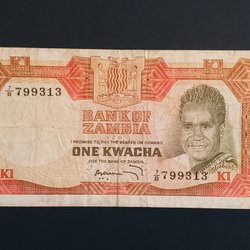 K1
7/B 799313
BANK OF
ZAMBIA
I PROMISE TO PAY THE BEARER ON DEMAND
ONE KWACHA
FOR THE BANK OF ZAMBIA
7/B 799313
K1
K1